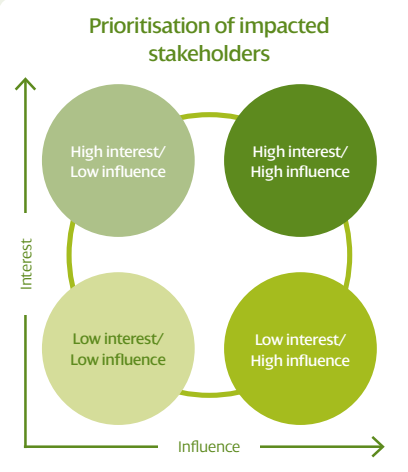 Prioritisation of impacted
stakeholders
High interest/
Low influence
High interest/
High influence
Interest
Low interest/
Low influence
Low interest/
High influence
Influence